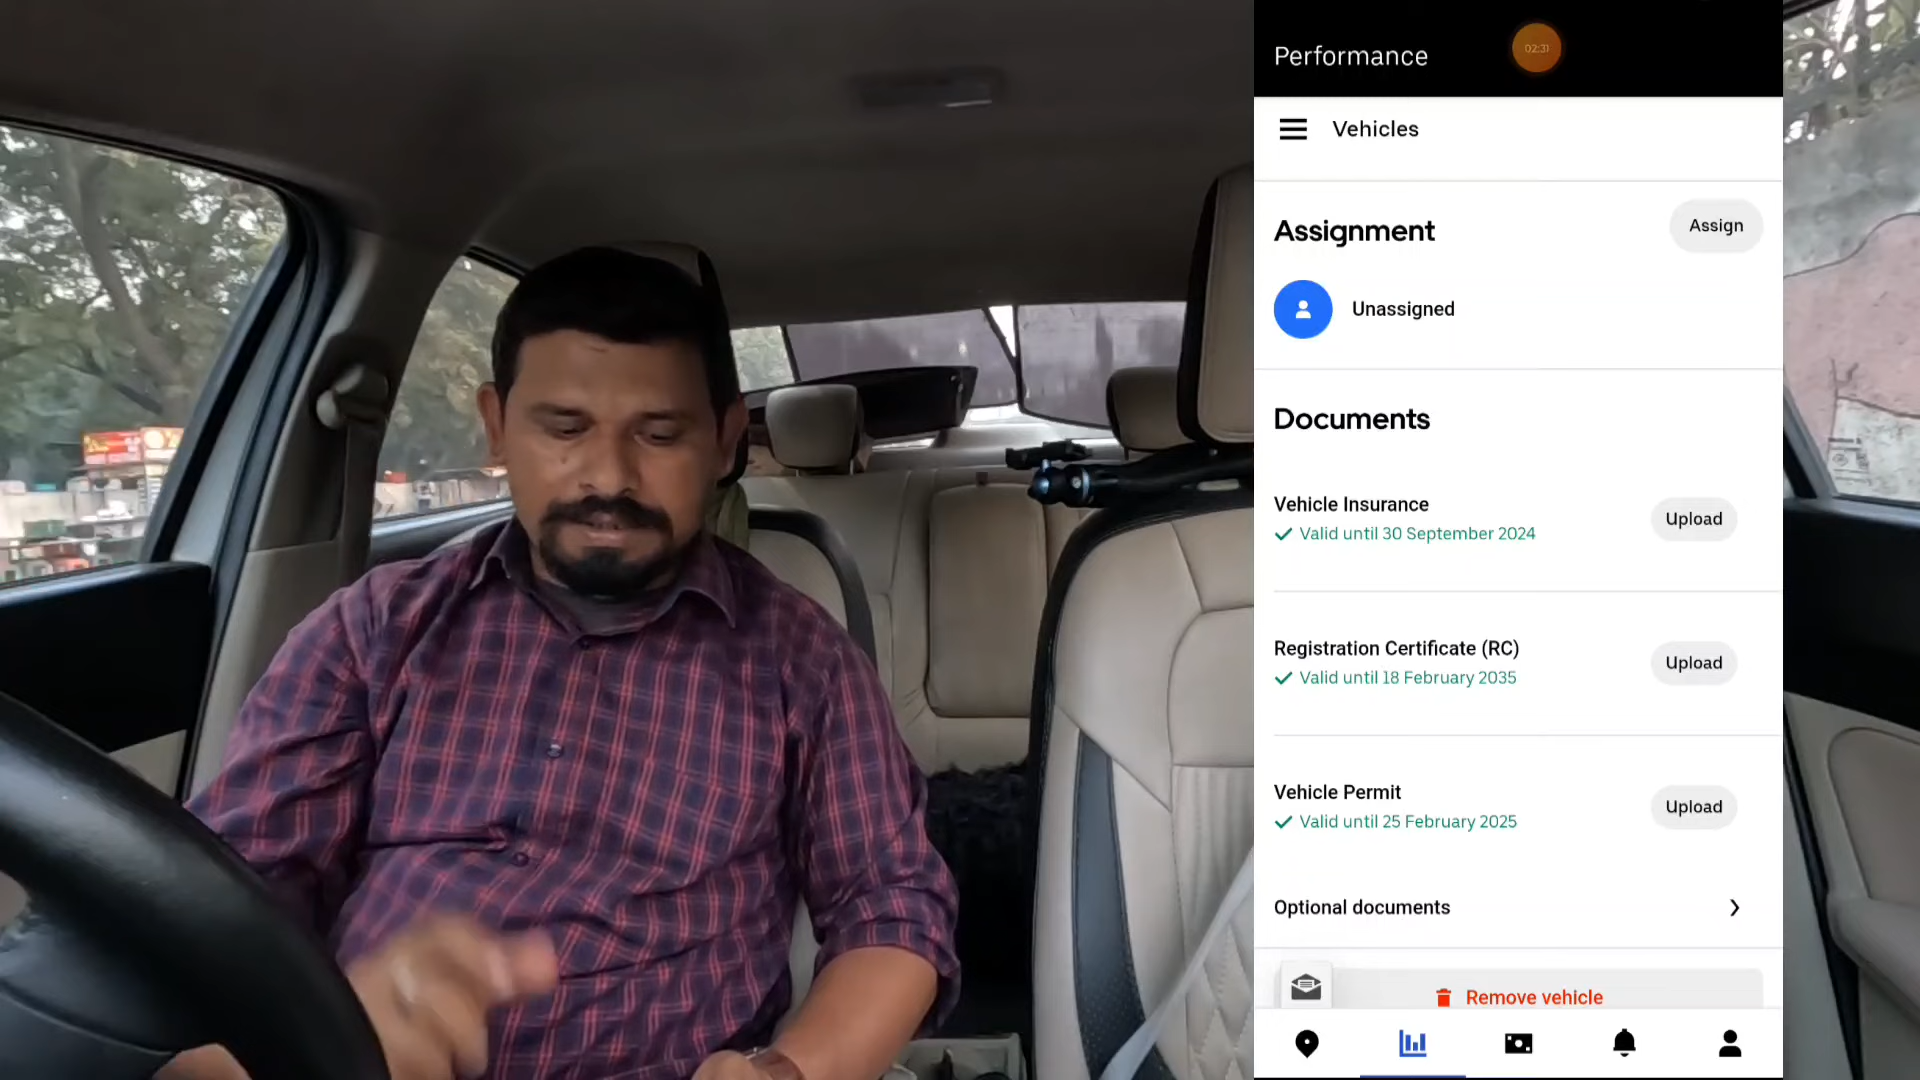 Performance
02:31
Vehicles
Assignment
Assign
Unassigned
Documents
Vehicle Insurance
Valid until 30 September 2024
Upload
Registration Certificate (RC)
Valid until 18 February 2035
Upload
Vehicle Permit
Valid until 25 February 2025
Upload
Optional documents
Remove vehicle